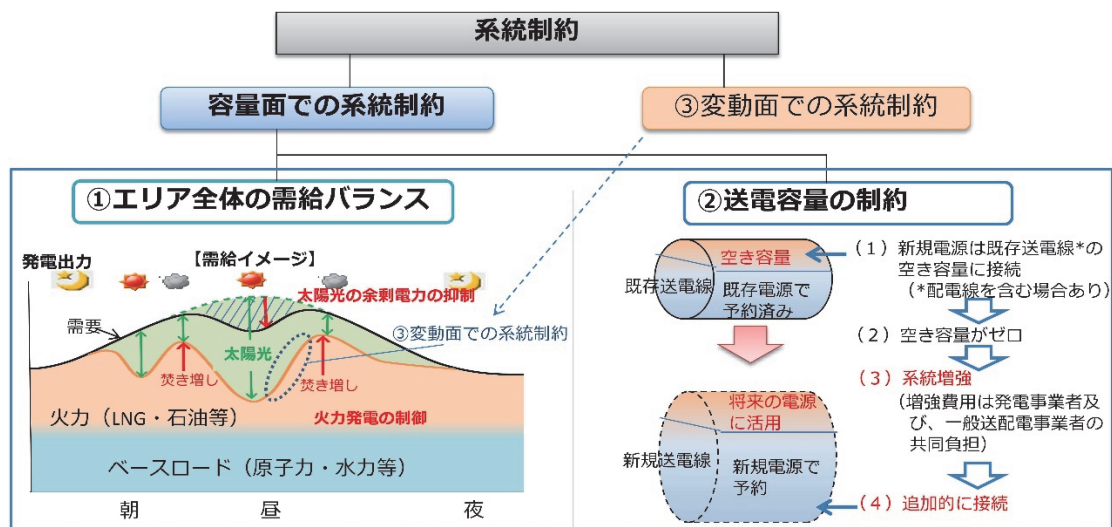 系統制約
容量面での系統制約
③変動面での系統制約
①エリア全体の需給バランス
発電出力
【需給イメージ】
太陽光の余剰電力の抑制
需要
③変動面での系統制約
太陽光
焚き増し
焚き増し
火力（LNG・石油等）
火力発電の制御
ベースロード（原子力・水力等）
朝
昼
夜
②送電容量の制約
空き容量
既存送電線
既存電源で
予約済み
将来の電源
に活用
新規送電線
新規電源で
予約
（1）新規電源は既存送電線*の
空き容量に接続
（*配電線を含む場合あり）
（2）空き容量がゼロ
（3）系統増強
（増強費用は発電事業者及
び、一般送配電事業者の
共同負担）
（4）追加的に接続